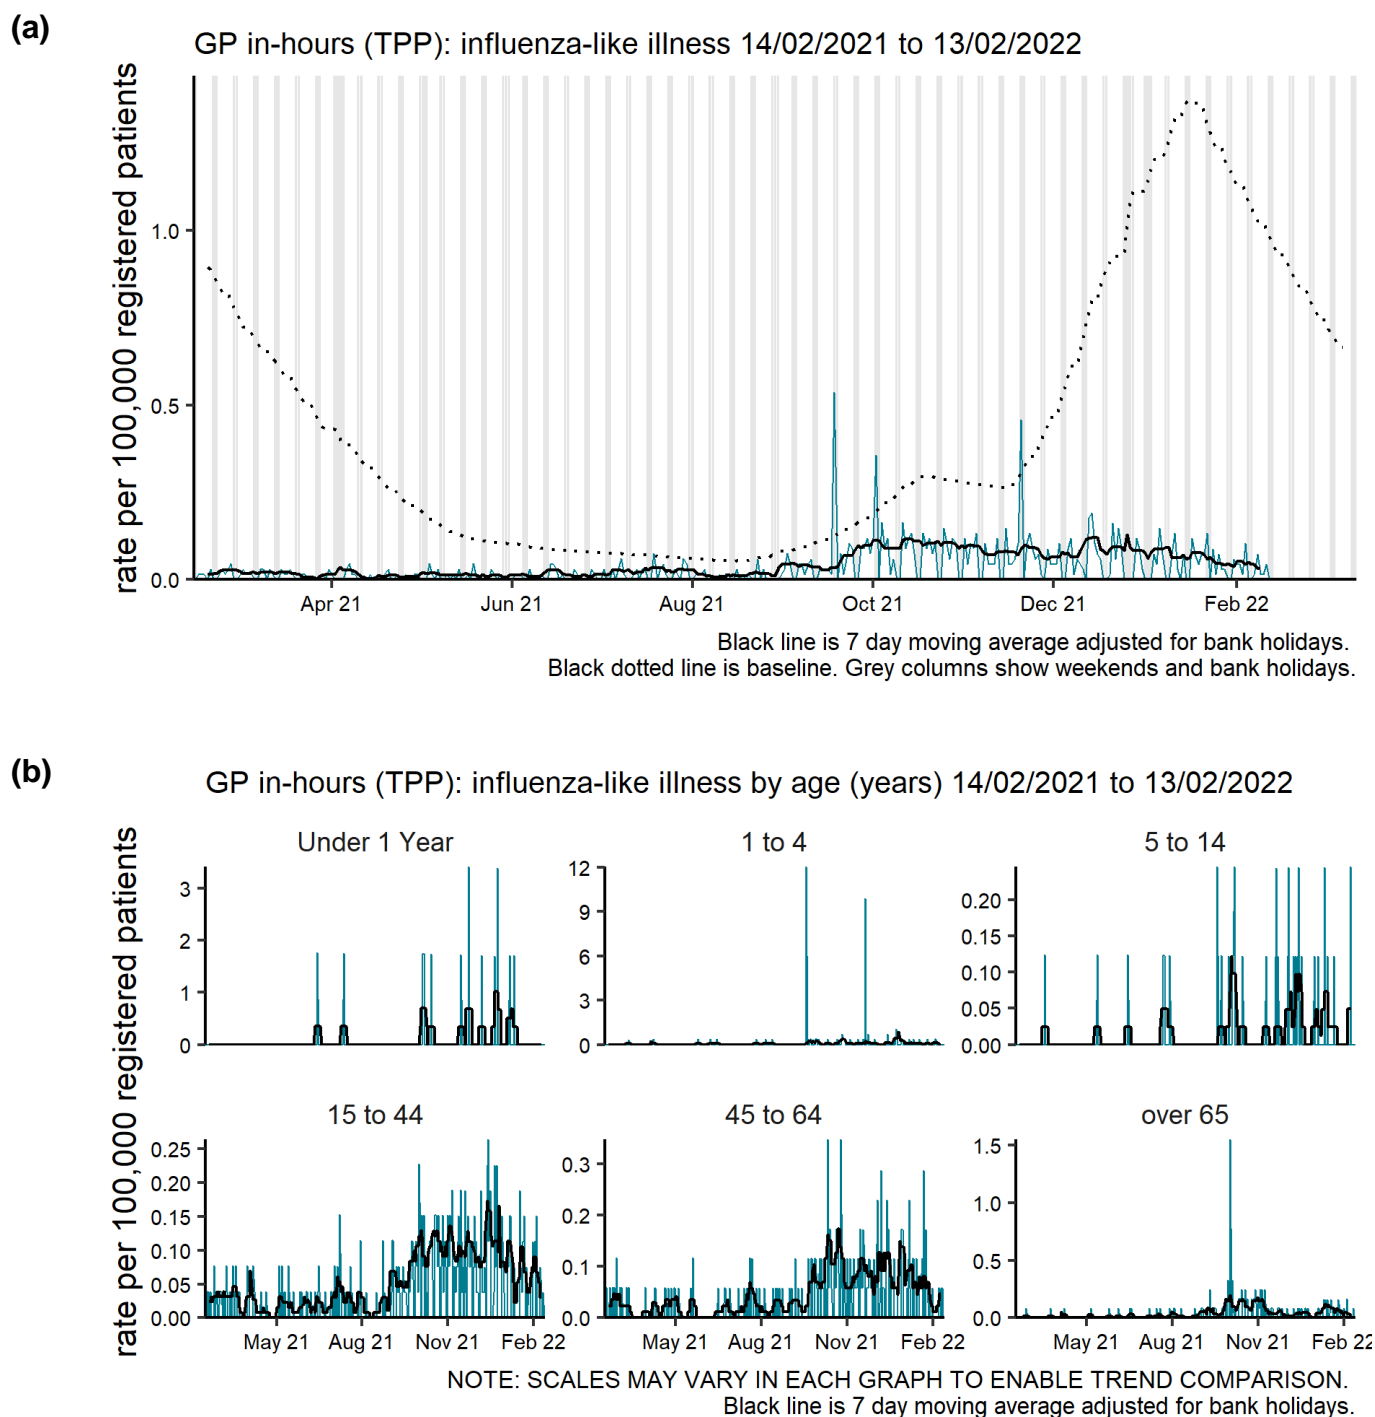 (a)
GP in-hours (TPP): influenza-like illness 14/02/2021 to 13/02/2022
rate per 100,000 registered patients
1.0
0.5
0.0
Apr 21 Jun 21 Aug 21 Oct 21 Dec 21 Feb 22
Black line is 7 day moving average adjusted for bank holidays.
Black dotted line is baseline. Grey columns show weekends and bank holidays.
(b)
GP in-hours (TPP): influenza-like illness by age (years) 14/02/2021 to 13/02/2022
rate per 100,000 registered patients
Under 1 Year
3
2
1
0
1 to 4
12
9
6
3
0
5 to 14
0.20
0.15
0.10
0.05
0.00
15 to 44
0.25
0.20
0.15
0.10
0.05
0.00
May 21 Aug 21 Nov 21 Feb 22
45 to 64
0.3
0.2
0.1
0.0
May 21 Aug 21 Nov 21 Feb 22
over 65
1.5
1.0
0.5
0.0
May 21 Aug 21 Nov 21 Feb 22
NOTE: SCALES MAY VARY IN EACH GRAPH TO ENABLE TREND COMPARISON.
Black line is 7 day moving average adjusted for bank holidays.